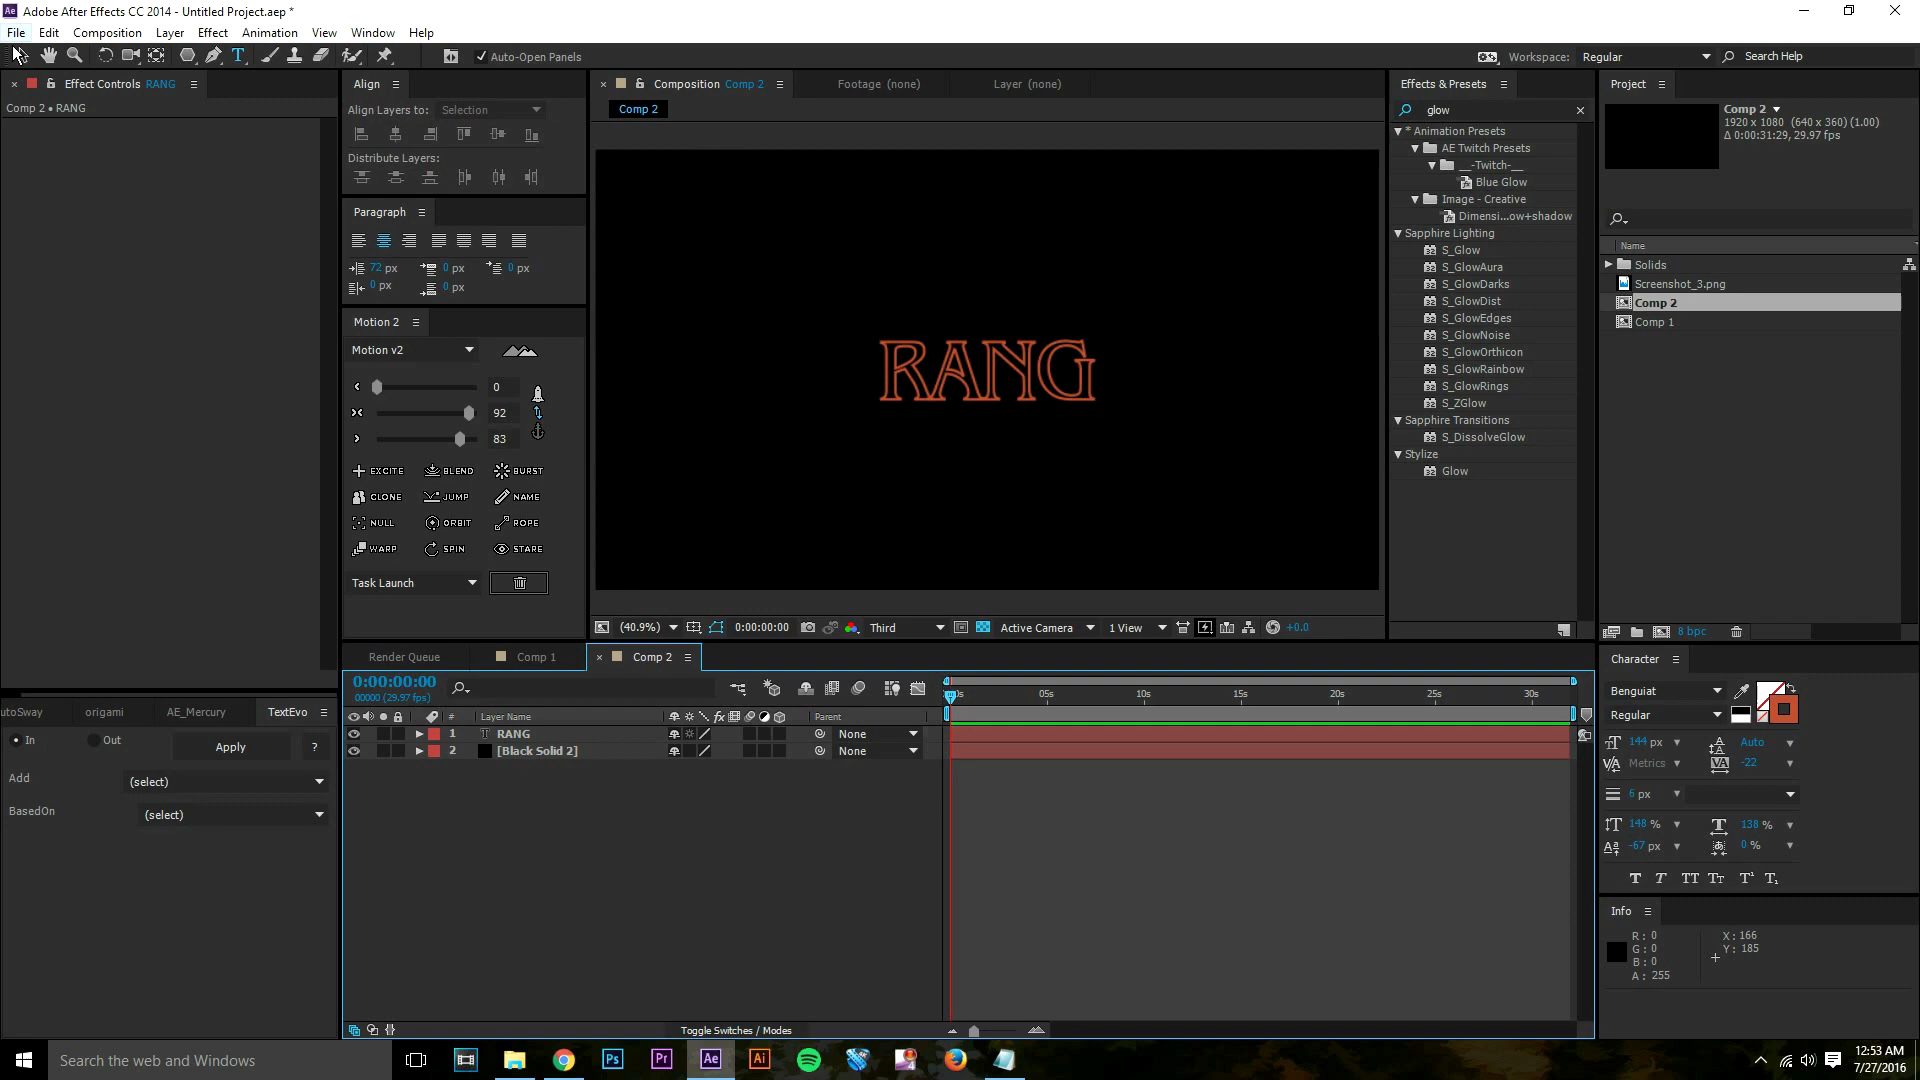 Adobe After Effects CC 2014 - Untitled Project.aep *
File Edit Composition Layer Effect Animation View Window Help
Auto-Open Panels
Workspace: Regular
Search Help
Effect Controls RANG
Comp 2 • RANG
Align
Align Layers to: Selection
Distribute Layers:
Paragraph
72 px
0 px
0 px
0 px
0 px
Motion 2
Motion v2
0
92
83
EXCITE BLEND BURST
CLONE JUMP NAME
NULL ORBIT ROPE
WARP SPIN STARE
Task Launch
Composition Comp 2
Footage (none)
Layer (none)
Comp 2
RANG
(40.9%)
0:00:00:00
Third
Active Camera
1 View
+0.0
Effects & Presets
glow
* Animation Presets
AE Twitch Presets
__-Twitch-__
Blue Glow
Image - Creative
Dimensi...ow+shadow
Sapphire Lighting
S_Glow
S_GlowAura
S_GlowDarks
S_GlowDist
S_GlowEdges
S_GlowNoise
S_GlowOrthicon
S_GlowRainbow
S_GlowRings
S_ZGlow
Sapphire Transitions
S_DissolveGlow
Stylize
Glow
Project
Comp 2
1920 x 1080 (640 x 360) (1.00)
Δ 0:00:31:29, 29.97 fps
Name
Solids
Screenshot_3.png
Comp 2
Comp 1
8 bpc
Character
Benguiat
Regular
144 px
Auto
Metrics
-22
6 px
148 %
138 %
-67 px
0 %
Info
R: 0
G: 0
B: 0
A: 255
X: 166
Y: 185
utoSway origami AE_Mercury TextEvo
In Out Apply ?
Add (select)
BasedOn (select)
Render Queue Comp 1 Comp 2
0:00:00:00
00000 (29.97 fps)
05s 10s 15s 20s 25s 30s
# Layer Name fx Parent
1 RANG None
2 [Black Solid 2] None
Toggle Switches / Modes
Search the web and Windows
Ps Pr Ae Ai
12:53 AM
7/27/2016